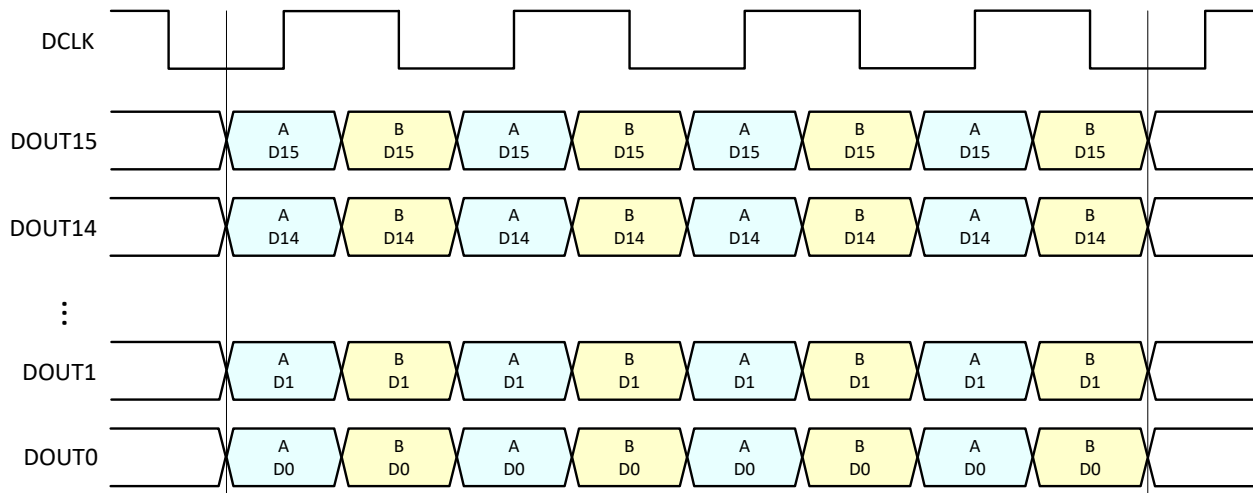 DCLK
DOUT15
A B A B A B A B
D15 D15 D15 D15 D15 D15 D15 D15
DOUT14
A B A B A B A B
D14 D14 D14 D14 D14 D14 D14 D14
⋮
DOUT1
A B A B A B A B
D1 D1 D1 D1 D1 D1 D1 D1
DOUT0
A B A B A B A B
D0 D0 D0 D0 D0 D0 D0 D0